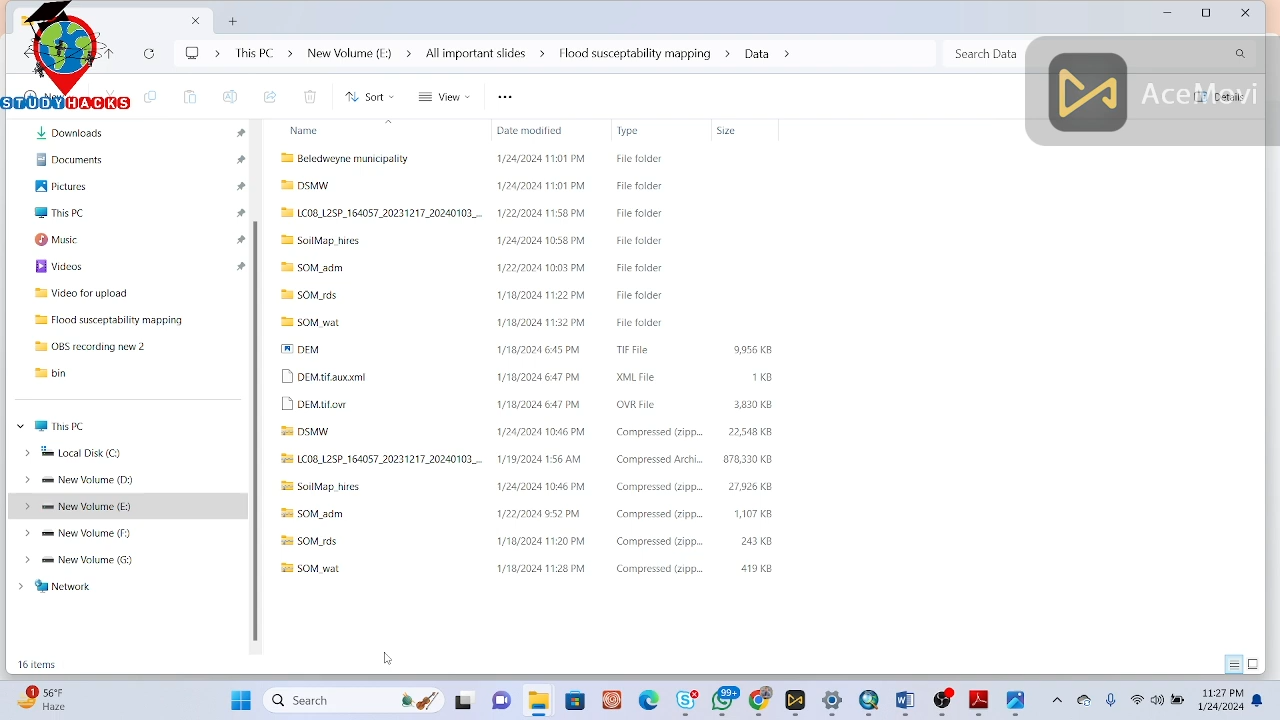 This PC > New Volume (E:) > All important slides > Flood susceptability mapping > Data >
Search Data
STUDYHACKS
Sort
View
AceMovi
Name Date modified Type Size
Downloads
Documents
Pictures
This PC
Music
Videos
Video for upload
Flood susceptability mapping
OBS recording new 2
bin
This PC
Local Disk (C:)
New Volume (D:)
New Volume (E:)
New Volume (F:)
New Volume (G:)
Network
Beledweyne municipality 1/24/2024 11:01 PM File folder
DSMW 1/24/2024 11:01 PM File folder
LC08_L2SP_164057_20231217_20240103_... 1/22/2024 11:58 PM File folder
SoilMap_hires 1/24/2024 10:58 PM File folder
SOM_adm 1/22/2024 10:03 PM File folder
SOM_rds 1/18/2024 11:22 PM File folder
SOM_wat 1/18/2024 11:32 PM File folder
DEM 1/18/2024 6:45 PM TIF File 9,956 KB
DEM.tif.aux.xml 1/18/2024 6:47 PM XML File 1 KB
DEM.tif.ovr 1/18/2024 6:47 PM OVR File 3,830 KB
DSMW 1/24/2024 10:46 PM Compressed (zipp... 22,548 KB
LC08_L2SP_164057_20231217_20240103_... 1/19/2024 1:56 AM Compressed Archi... 878,330 KB
SoilMap_hires 1/24/2024 10:46 PM Compressed (zipp... 27,926 KB
SOM_adm 1/22/2024 9:52 PM Compressed (zipp... 1,107 KB
SOM_rds 1/18/2024 11:20 PM Compressed (zipp... 243 KB
SOM_wat 1/18/2024 11:28 PM Compressed (zipp... 419 KB
16 items
1
56°F
Haze
Search
99+
11:27 PM
1/24/2024